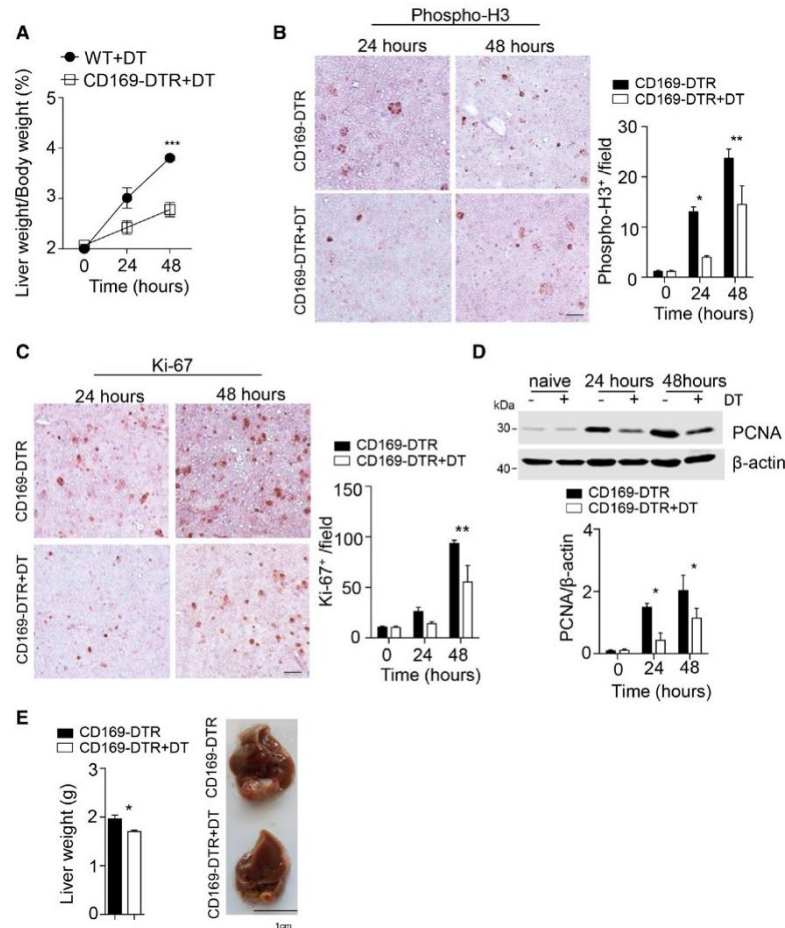 A
WT+DT
CD169-DTR+DT
Liver weight/Body weight (%)
5
4
3
2
***
0 24 48
Time (hours)
B
Phospho-H3
24 hours 48 hours
CD169-DTR
CD169-DTR+DT
CD169-DTR
CD169-DTR+DT
Phospho-H3+ /field
30
20
10
0
* **
0 24 48
Time (hours)
C
Ki-67
24 hours 48 hours
CD169-DTR
CD169-DTR+DT
CD169-DTR
CD169-DTR+DT
Ki-67+ /field
150
100
50
0
**
0 24 48
Time (hours)
D
naive 24 hours 48hours
- + - + - + DT
kDa
30 PCNA
40 β-actin
CD169-DTR
CD169-DTR+DT
PCNA/β-actin
4
2
0
* *
0 24 48
Time (hours)
E
CD169-DTR
CD169-DTR+DT
Liver weight (g)
3
2
1
0
*
CD169-DTR
CD169-DTR+DT
1cm